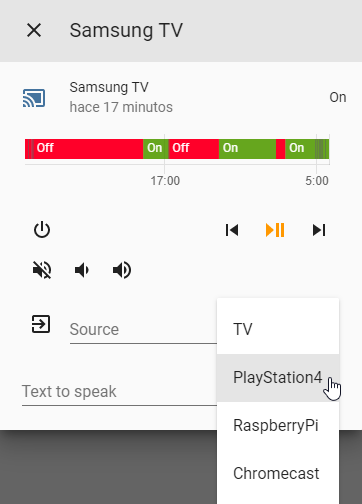 Samsung TV
Samsung TV
hace 17 minutos
On
Off
On
Off
On
On
17:00
5:00
Source
Text to speak
TV
PlayStation4
RaspberryPi
Chromecast